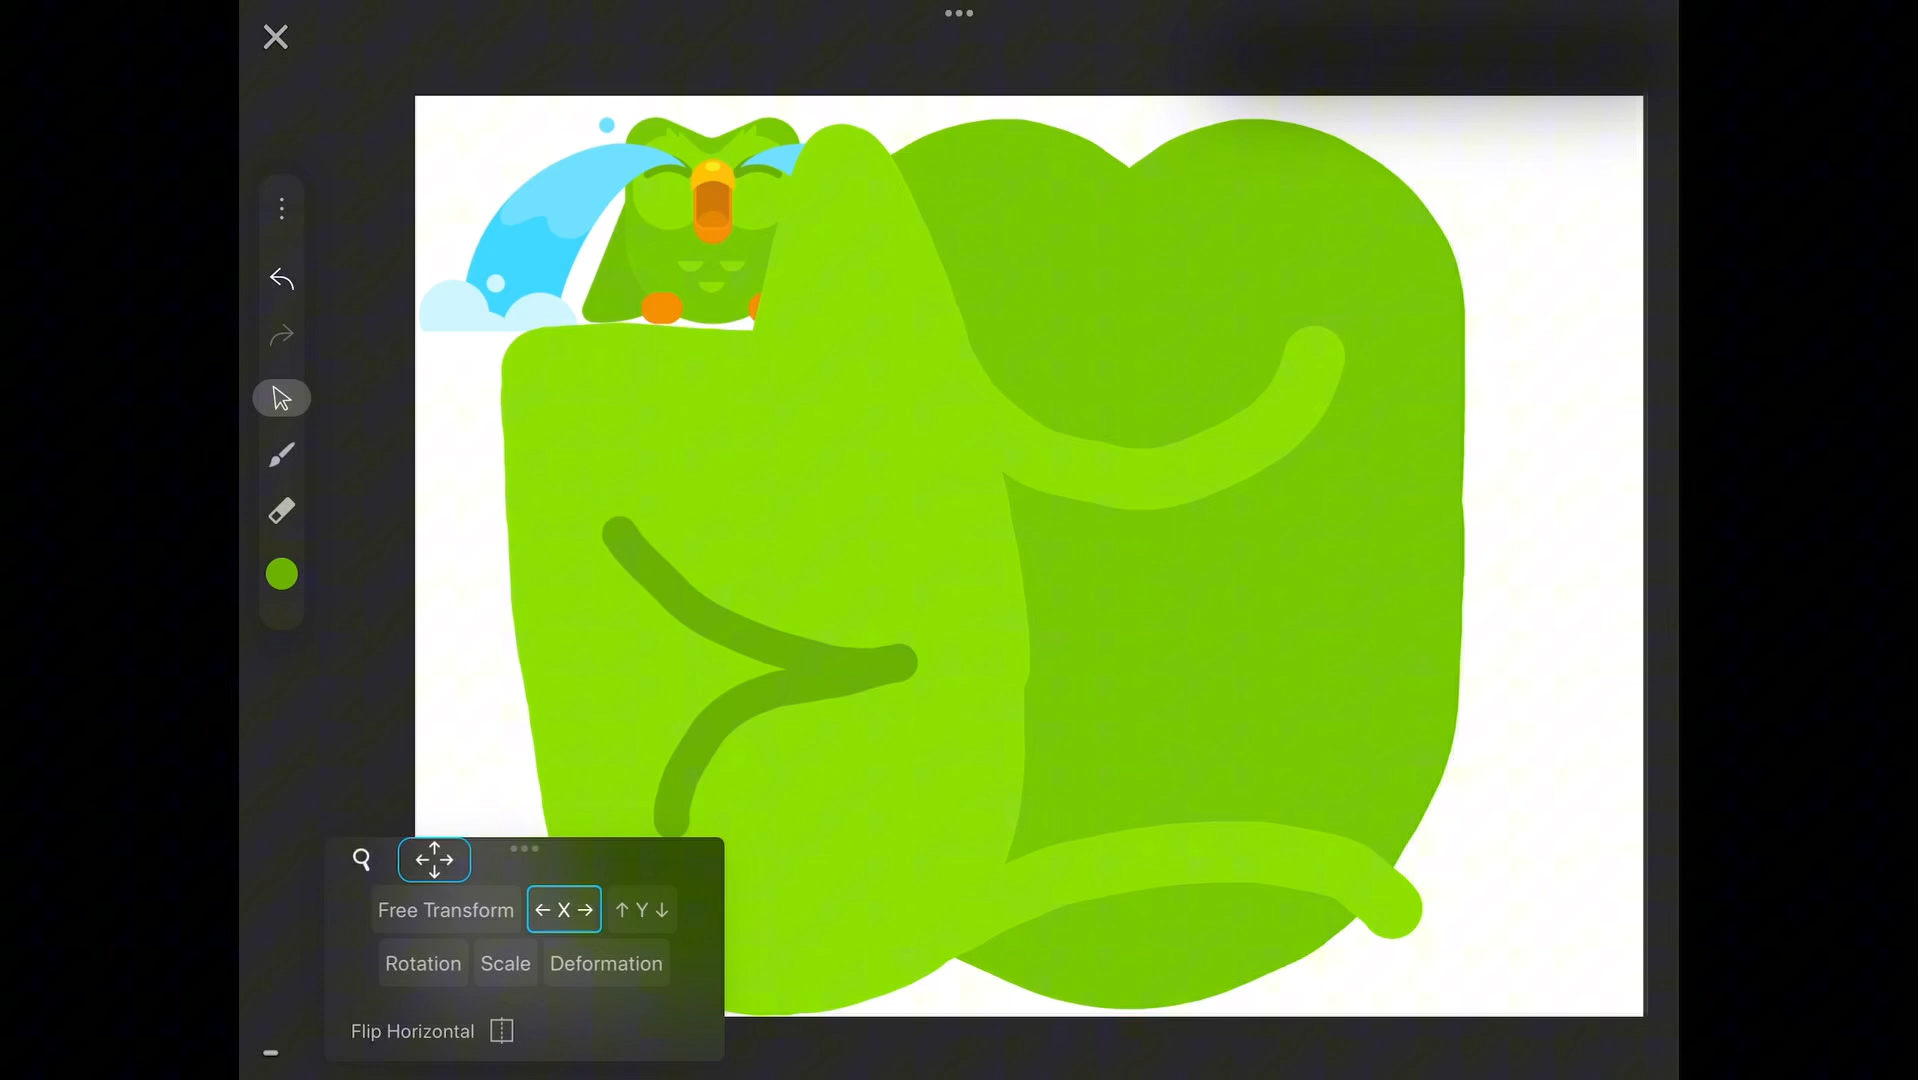 Free Transform ← X → ↑ Y ↓
Rotation Scale Deformation
Flip Horizontal